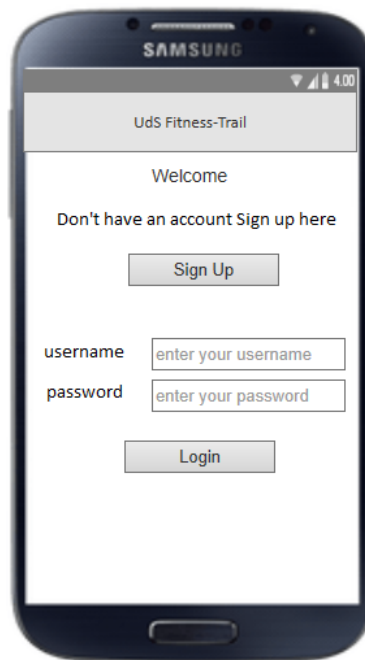 SAMSUNG
4.00
UdS Fitness-Trail
Welcome
Don't have an account Sign up here
Sign Up
username enter your username
password enter your password
Login